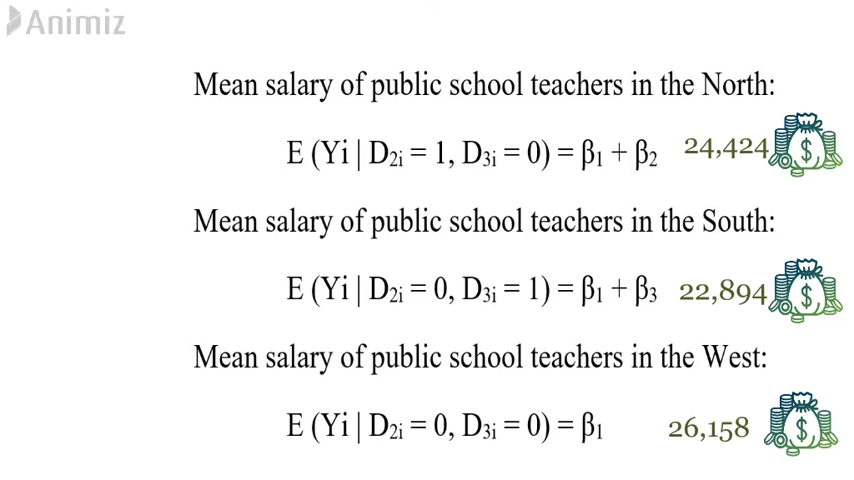 Animiz
Mean salary of public school teachers in the North:
E (Yi | D2i = 1, D3i = 0) = β1 + β2 24,424
Mean salary of public school teachers in the South:
E (Yi | D2i = 0, D3i = 1) = β1 + β3 22,894
Mean salary of public school teachers in the West:
E (Yi | D2i = 0, D3i = 0) = β1 26,158